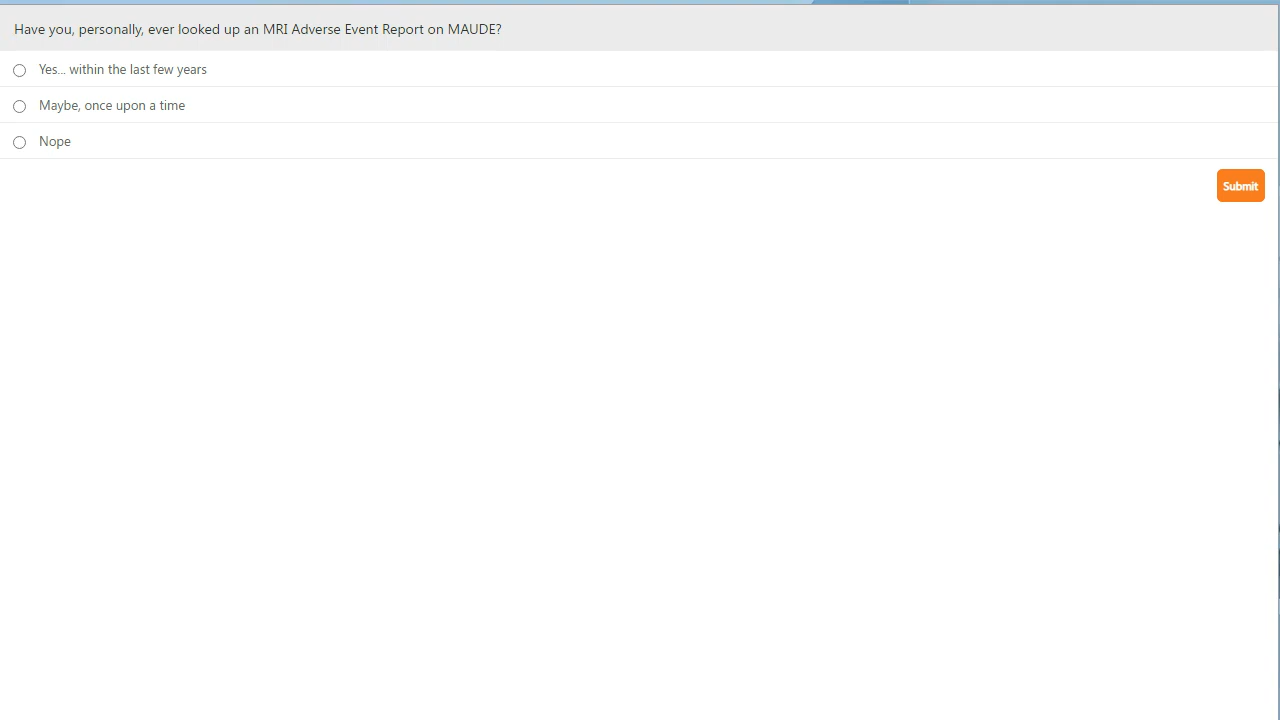 Have you, personally, ever looked up an MRI Adverse Event Report on MAUDE?
Yes... within the last few years
Maybe, once upon a time
Nope
Submit